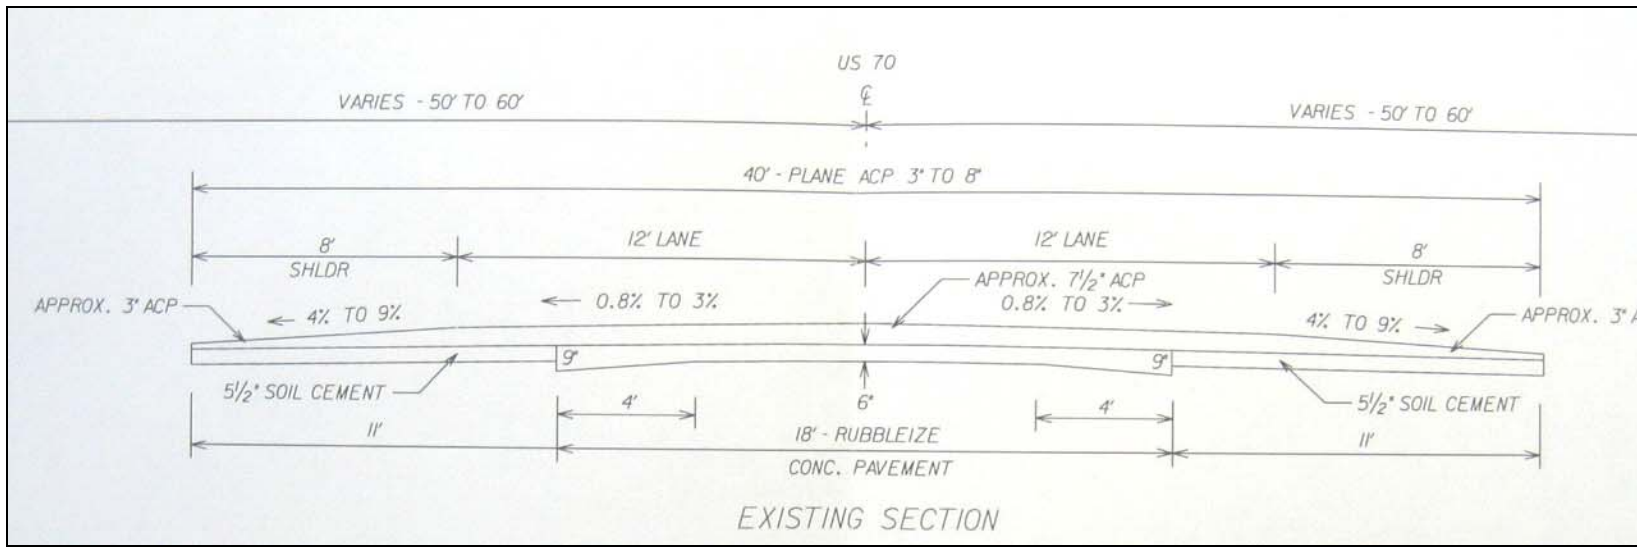 US 70
℄
VARIES - 50' TO 60'
VARIES - 50' TO 60'
40' - PLANE ACP 3" TO 8"
8'
SHLDR
12' LANE
12' LANE
8'
SHLDR
APPROX. 3" ACP
4% TO 9%
0.8% TO 3%
APPROX. 7 1/2" ACP
0.8% TO 3%
4% TO 9%
APPROX. 3" A
9"
9"
5 1/2" SOIL CEMENT
4'
6"
4'
5 1/2" SOIL CEMENT
11'
18' - RUBBLEIZE
CONC. PAVEMENT
11'
EXISTING SECTION